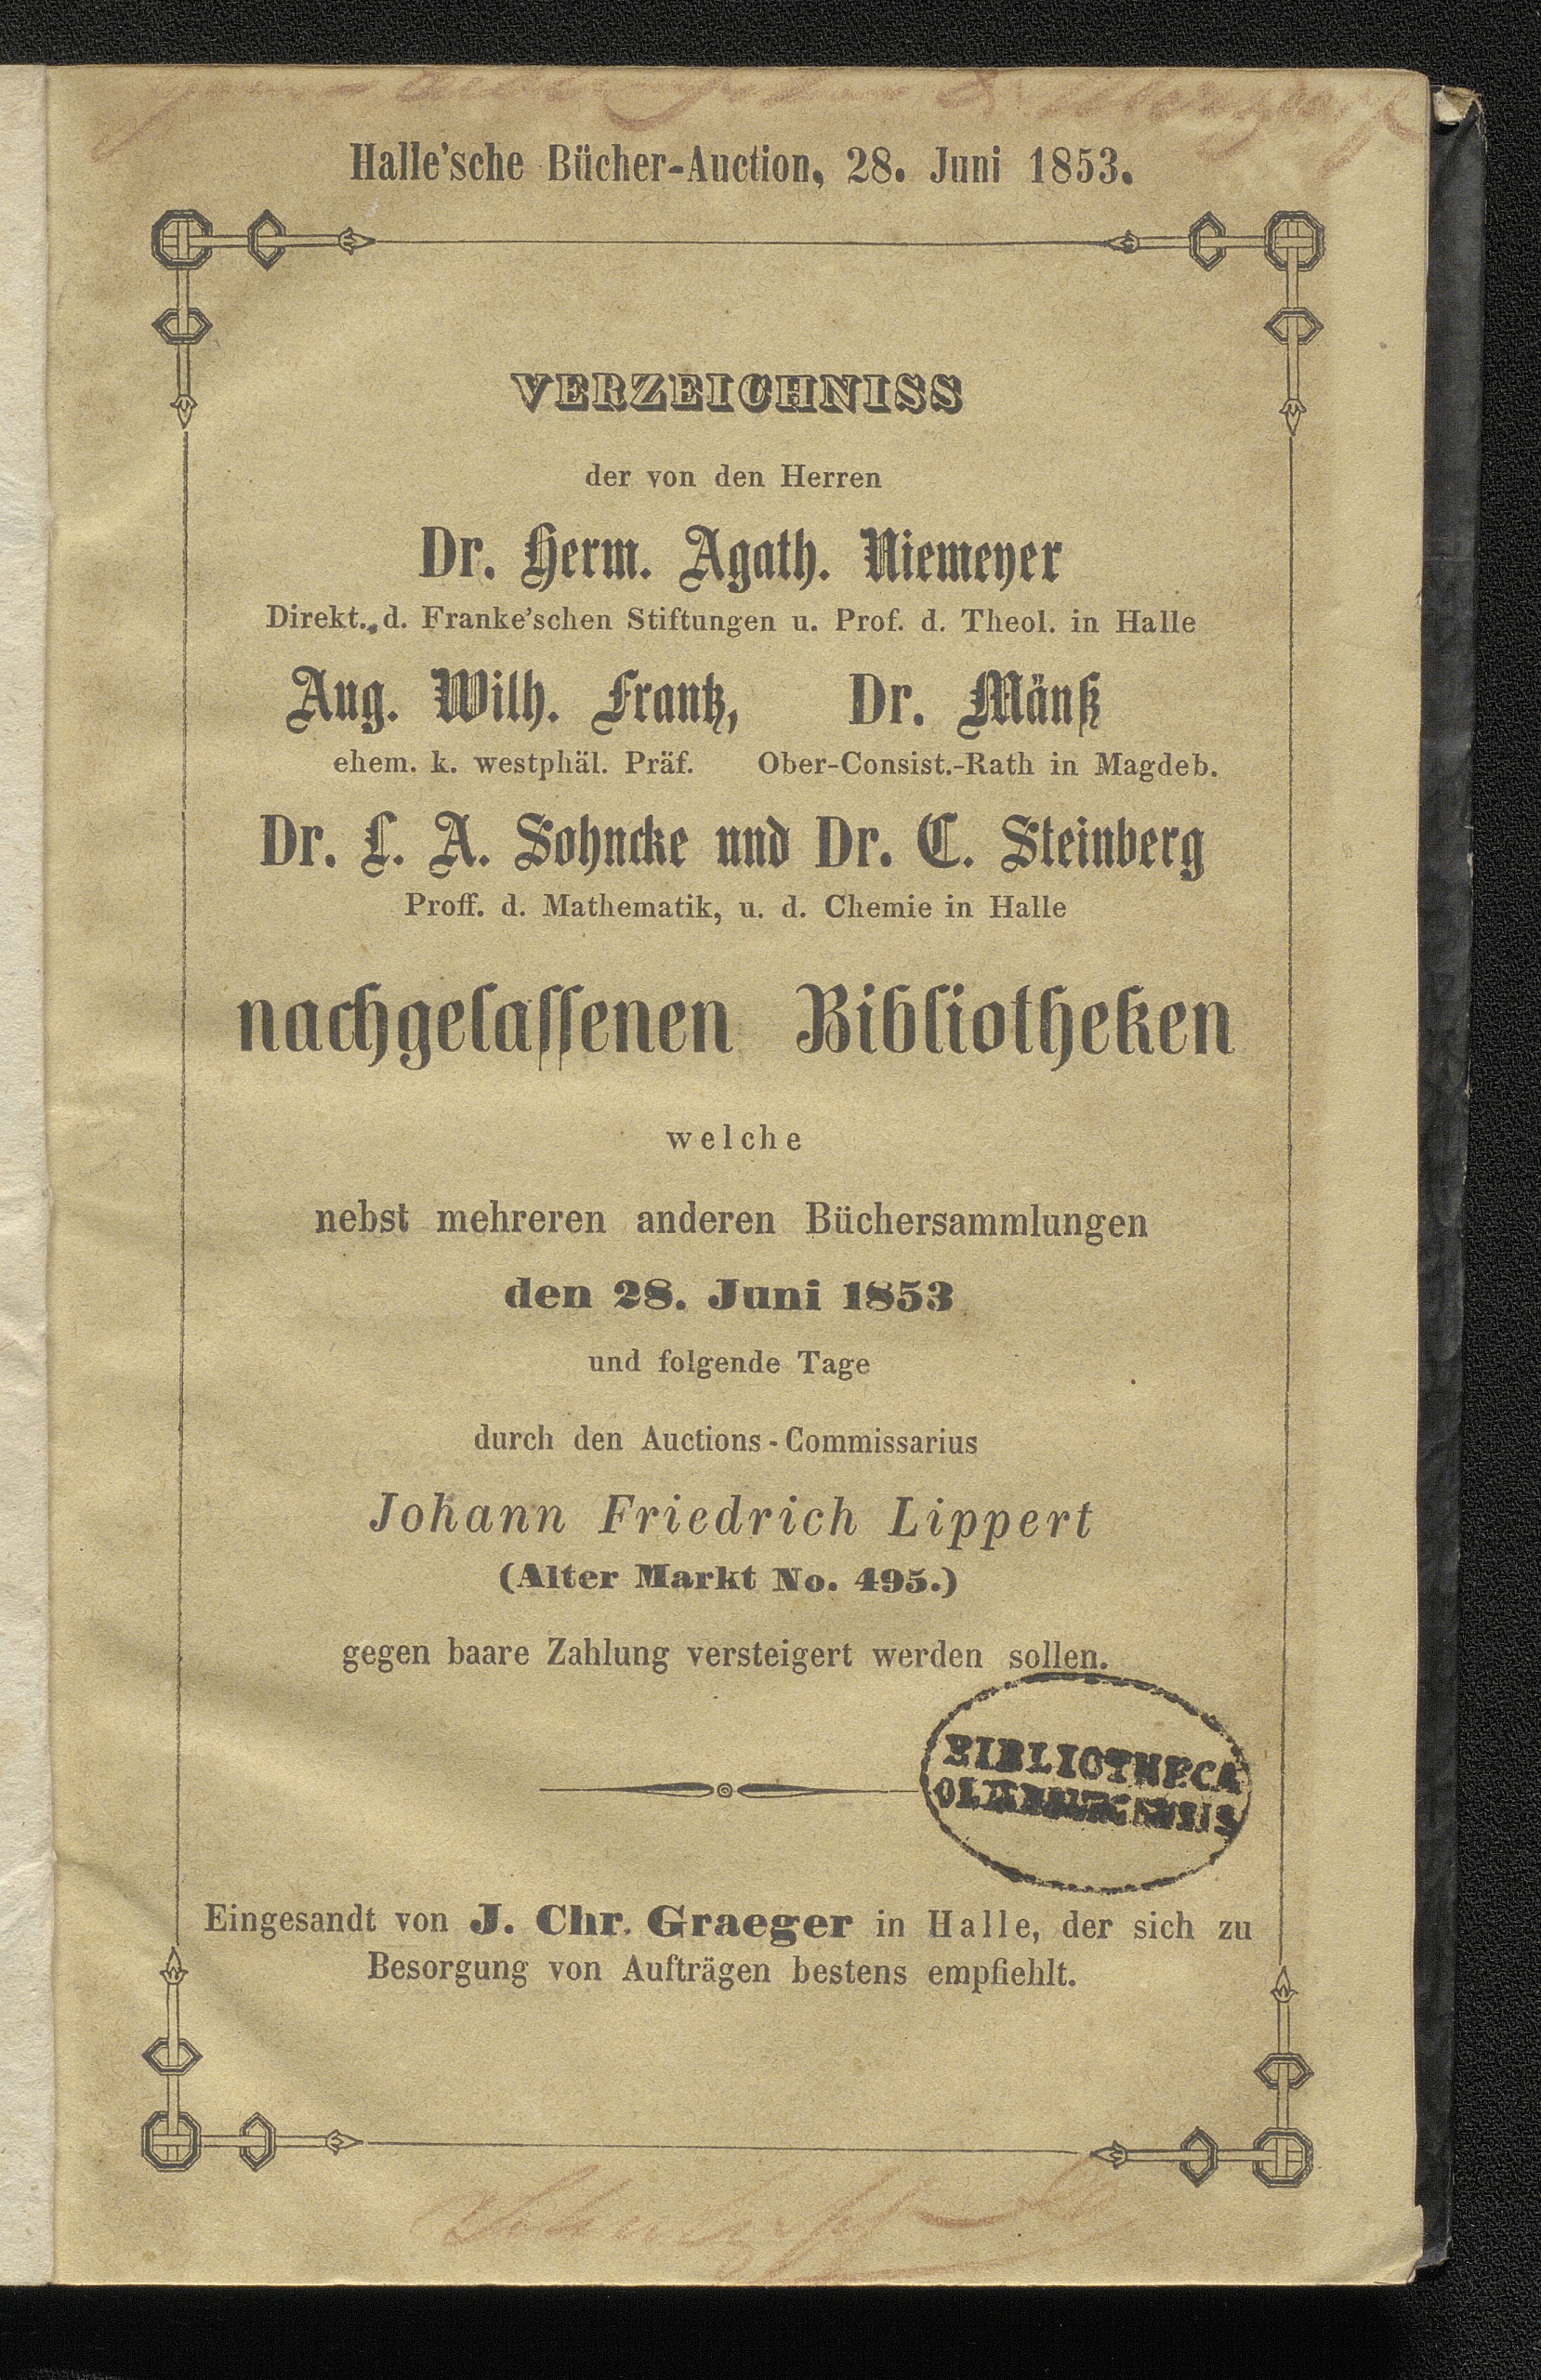 Halle'sche Bücher-Auction, 28. Juni 1853.
VERZEICHNISS
der von den Herren
Dr. Herm. Agath. Niemeyer
Direkt. d. Franke'schen Stiftungen u. Prof. d. Theol. in Halle
Aug. Wilh. Frantz, Dr. Mänß
ehem. k. westphäl. Präf. Ober-Consist.-Rath in Magdeb.
Dr. L. A. Sohncke und Dr. C. Steinberg
Proff. d. Mathematik, u. d. Chemie in Halle
nachgelassenen Bibliotheken
welche
nebst mehreren anderen Büchersammlungen
den 28. Juni 1853
und folgende Tage
durch den Auctions-Commissarius
Johann Friedrich Lippert
(Alter Markt No. 495.)
gegen baare Zahlung versteigert werden sollen.
BIBLIOTHECA
OLDENBURGENSIS
Eingesandt von J. Chr. Graeger in Halle, der sich zu
Besorgung von Aufträgen bestens empfiehlt.